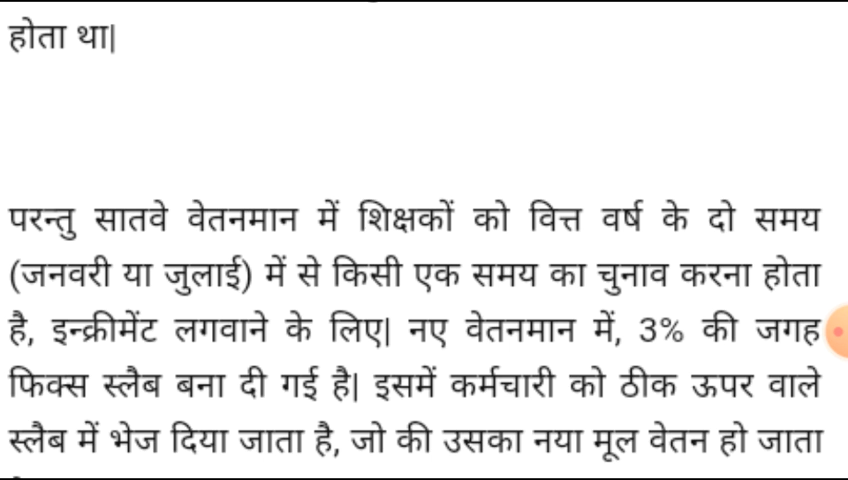 होता था|
परन्तु सातवे वेतनमान में शिक्षकों को वित्त वर्ष के दो समय
(जनवरी या जुलाई) में से किसी एक समय का चुनाव करना होता
है, इन्क्रीमेंट लगवाने के लिए| नए वेतनमान में, 3% की जगह
फिक्स स्लैब बना दी गई है| इसमें कर्मचारी को ठीक ऊपर वाले
स्लैब में भेज दिया जाता है, जो की उसका नया मूल वेतन हो जाता